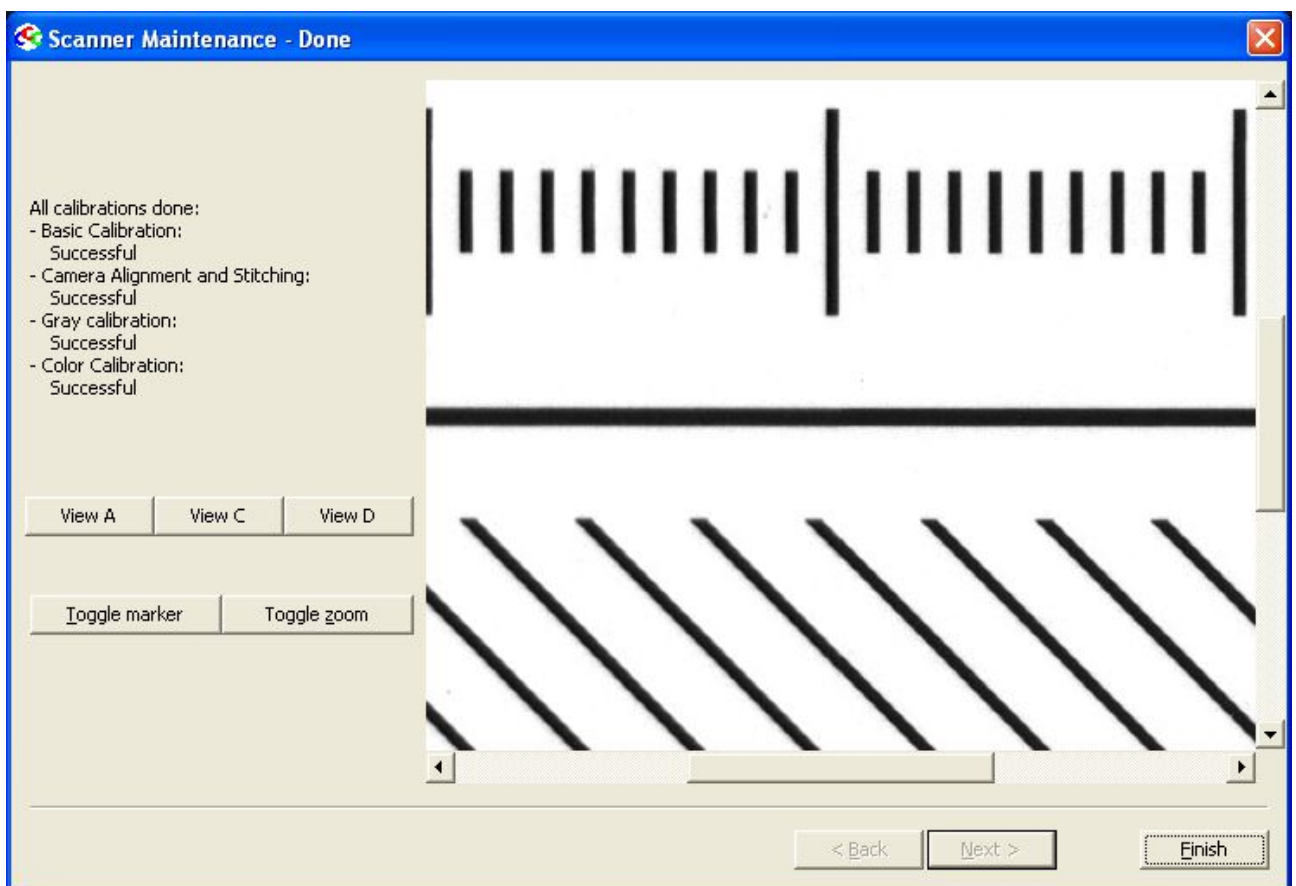 Scanner Maintenance - Done
All calibrations done:
- Basic Calibration:
Successful
- Camera Alignment and Stitching:
Successful
- Gray calibration:
Successful
- Color Calibration:
Successful
View A View C View D
Toggle marker Toggle zoom
< Back Next > Finish